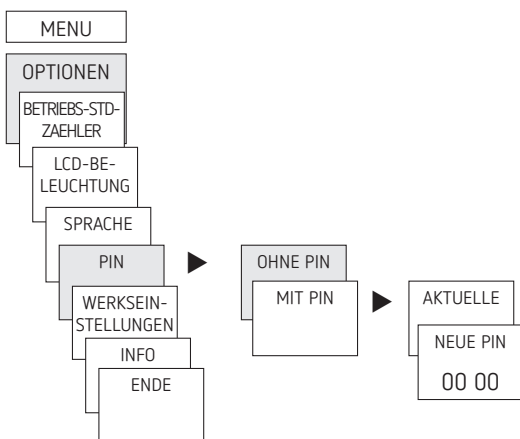 MENU
OPTIONEN
BETRIEBS-STD-
ZAEHLER
LCD-BE-
LEUCHTUNG
SPRACHE
PIN
WERKSEIN-
STELLUNGEN
INFO
ENDE
OHNE PIN
MIT PIN
AKTUELLE
NEUE PIN
00 00